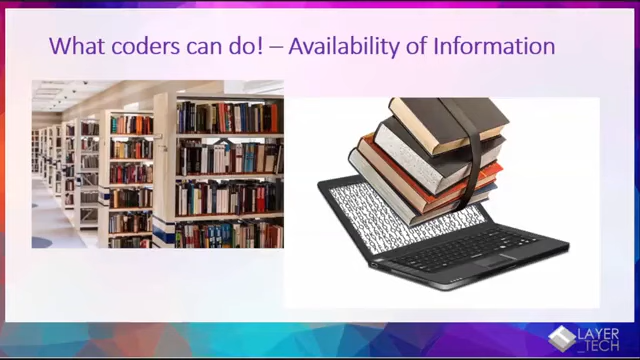 What coders can do! – Availability of Information
LAYER
_TECH